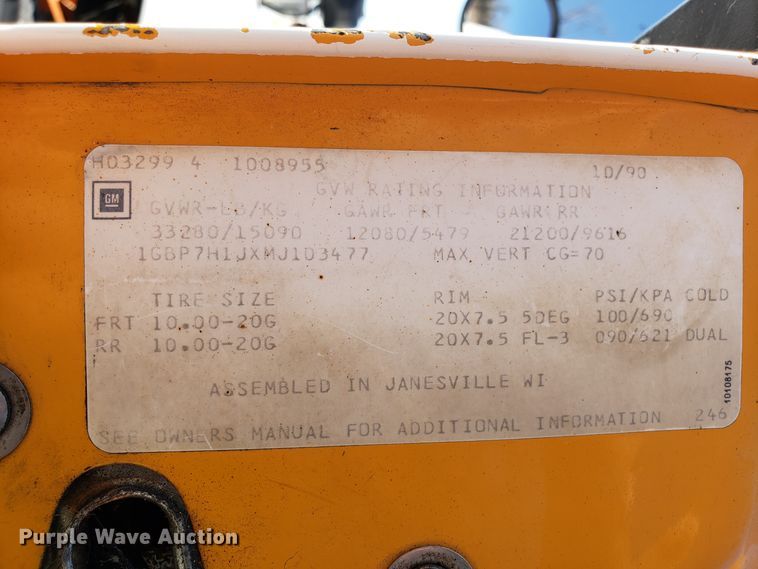 H03299 4 1008955
10/90
GM
GVW RATING INFORMATION
GVWR-LB/KG GAWR FRT GAWR RR
33280/15090 12080/5479 21200/9616
1GBP7H1JXMJ103477 MAX VERT CG=70
TIRE SIZE RIM PSI/KPA COLD
FRT 10.00-20G 20X7.5 5DEG 100/690
RR 10.00-20G 20X7.5 FL-3 090/621 DUAL
ASSEMBLED IN JANESVILLE WI
10108175
SEE OWNERS MANUAL FOR ADDITIONAL INFORMATION 246
Purple Wave Auction